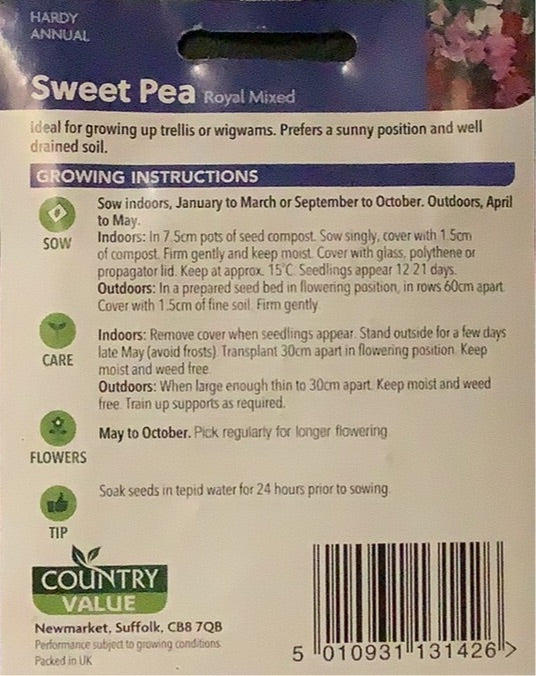 HARDY
ANNUAL
Sweet Pea Royal Mixed
Ideal for growing up trellis or wigwams. Prefers a sunny position and well
drained soil.
GROWING INSTRUCTIONS
SOW
Sow indoors, January to March or September to October. Outdoors, April
to May.
Indoors: In 7.5cm pots of seed compost. Sow singly, cover with 1.5cm
of compost. Firm gently and keep moist. Cover with glass, polythene or
propagator lid. Keep at approx. 15°C. Seedlings appear 12 21 days.
Outdoors: In a prepared seed bed in flowering position, in rows 60cm apart.
Cover with 1.5cm of fine soil. Firm gently.
CARE
Indoors: Remove cover when seedlings appear. Stand outside for a few days
late May (avoid frosts). Transplant 30cm apart in flowering position. Keep
moist and weed free.
Outdoors: When large enough thin to 30cm apart. Keep moist and weed
free. Train up supports as required.
FLOWERS
May to October. Pick regularly for longer flowering
TIP
Soak seeds in tepid water for 24 hours prior to sowing.
COUNTRY
VALUE
Newmarket, Suffolk, CB8 7QB
Performance subject to growing conditions.
Packed in UK
5 010931 131426 >